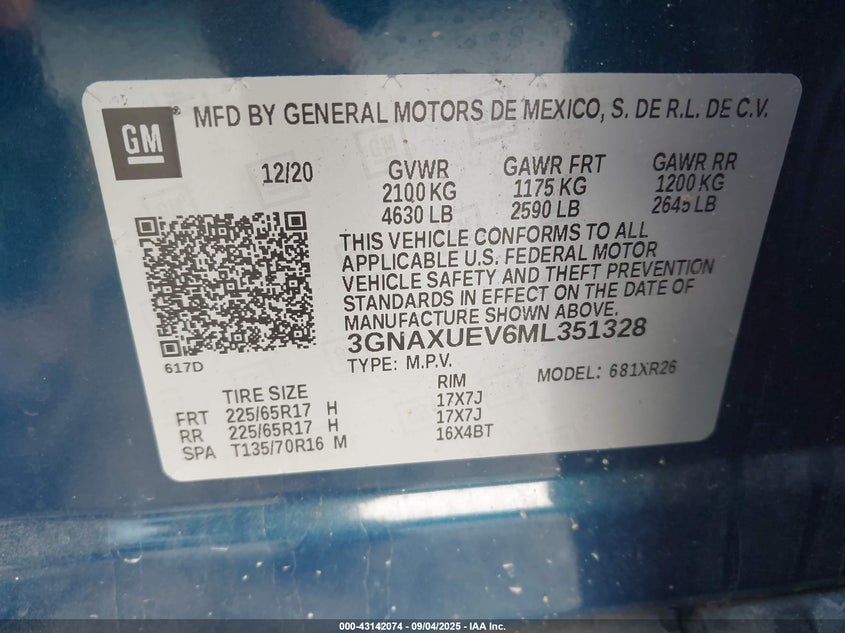 GM
MFD BY GENERAL MOTORS DE MEXICO, S. DE R.L. DE C.V.
12/20
GVWR GAWR FRT GAWR RR
2100 KG 1175 KG 1200 KG
4630 LB 2590 LB 2645 LB
THIS VEHICLE CONFORMS TO ALL
APPLICABLE U.S. FEDERAL MOTOR
VEHICLE SAFETY AND THEFT PREVENTION
STANDARDS IN EFFECT ON THE DATE OF
MANUFACTURE SHOWN ABOVE.
3GNAXUEV6ML351328
617D
TYPE: M.P.V. MODEL: 681XR26
TIRE SIZE RIM
FRT 225/65R17 H 17X7J
RR 225/65R17 H 17X7J
SPA T135/70R16 M 16X4BT
000-43142074 - 09/04/2025 - IAA Inc.